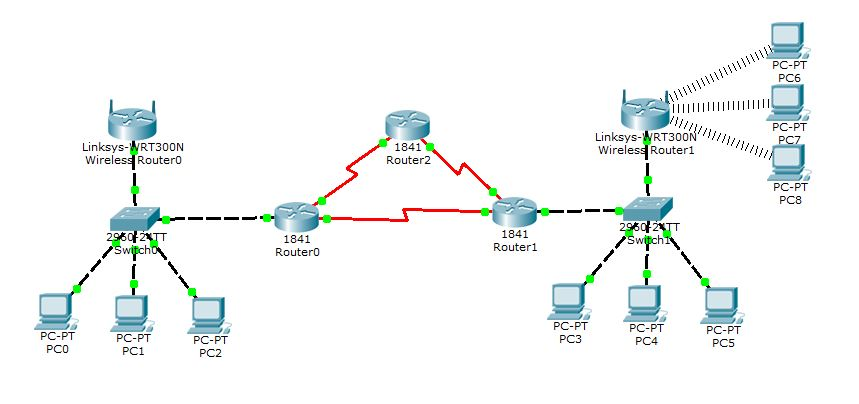 PC-PT
PC6
Linksys-WRT300N
Wireless Router0
1841
Router2
Linksys-WRT300N
Wireless Router1
PC-PT
PC7
PC-PT
PC8
2960-24TT
Switch0
1841
Router0
1841
Router1
2960-24TT
Switch1
PC-PT
PC0
PC-PT
PC1
PC-PT
PC2
PC-PT
PC3
PC-PT
PC4
PC-PT
PC5